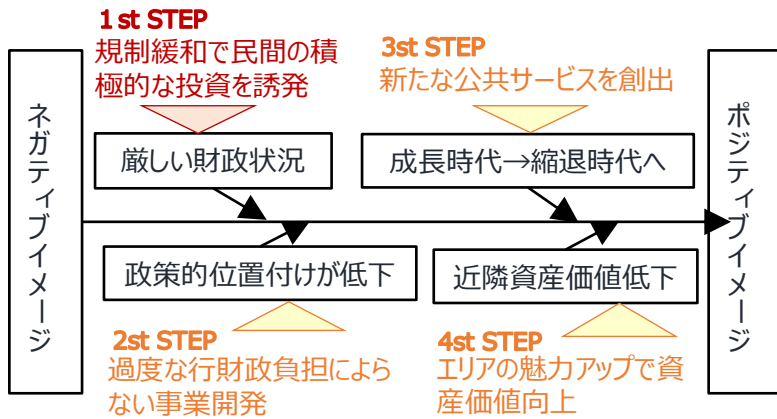 ネガティブイメージ
1st STEP
規制緩和で民間の積
極的な投資を誘発
厳しい財政状況
3st STEP
新たな公共サービスを創出
成長時代→縮退時代へ
政策的位置付けが低下
2st STEP
過度な行財政負担によら
ない事業開発
近隣資産価値低下
4st STEP
エリアの魅力アップで資
産価値向上
ポジティブイメージ